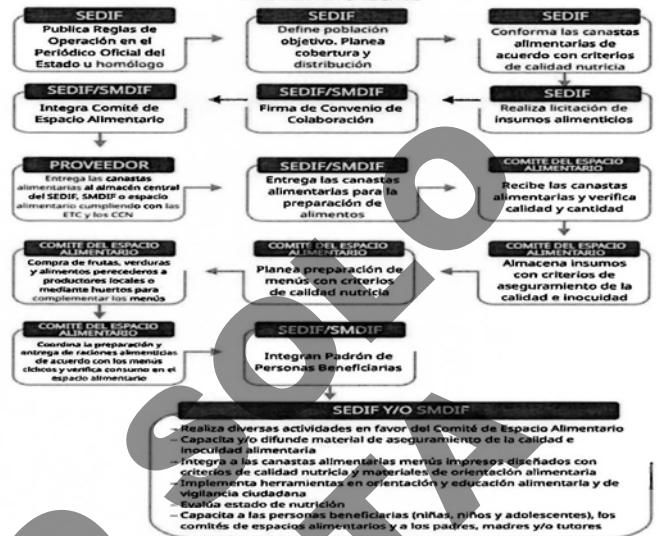 SEDIF
Publica Reglas de
Operación en el
Periódico Oficial del
Estado u homólogo
SEDIF
Define población
objetivo. Planea
cobertura y
distribución
SEDIF
Conforma las canastas
alimentarias de
acuerdo con criterios
de calidad nutricia
SEDIF/SMDIF
Integra Comité de
Espacio Alimentario
SEDIF/SMDIF
Firma de Convenio de
Colaboración
SEDIF
Realiza licitación de
insumos alimenticios
PROVEEDOR
Entrega las canastas
alimentarias al almacén central
del SEDIF, SMDIF o espacio
alimentario cumpliendo con las
ETC y los CCN
SEDIF/SMDIF
Entrega las canastas
alimentarias para la
preparación de
alimentos
COMITE DEL ESPACIO
ALIMENTARIO
Recibe las canastas
alimentarias y verifica
calidad y cantidad
COMITE DEL ESPACIO
ALIMENTARIO
Compra de frutas, verduras
y alimentos perecederos a
productores locales o
mediante huertos para
complementar los menús
COMITE DEL ESPACIO
ALIMENTARIO
Planea preparación de
menús con criterios
de calidad nutricia
COMITE DEL ESPACIO
ALIMENTARIO
Almacena insumos
con criterios de
aseguramiento de la
calidad e inocuidad
COMITE DEL ESPACIO
ALIMENTARIO
Coordina la preparación y
entrega de raciones alimenticias
de acuerdo con los menús
cíclicos y verifica consumo en el
espacio alimentario
SEDIF/SMDIF
Integran Padrón de
Personas Beneficiarias
SEDIF Y/O SMDIF
– Realiza diversas actividades en favor del Comité de Espacio Alimentario
– Capacita y/o difunde material de aseguramiento de la calidad e
inocuidad alimentaria
– Integra a las canastas alimentarias menús impresos diseñados con
criterios de calidad nutricia y materiales de orientación alimentaria
– Implementa herramientas en orientación y educación alimentaria y de
vigilancia ciudadana
– Evalúa estado de nutrición
– Capacita a las personas beneficiarias (niñas, niños y adolescentes), los
comités de espacios alimentarios y a los padres, madres y/o tutores
SOLO